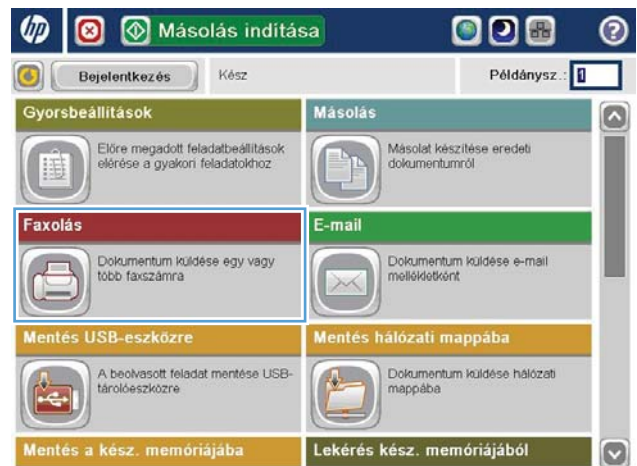 hp
Másolás indítása
?
Bejelentkezés
Kész
Példánysz.: 1
Gyorsbeállítások
Előre megadott feladatbeállítások
elérése a gyakori feladatokhoz
Másolás
Másolat készítése eredeti
dokumentumról
Faxolás
Dokumentum küldése egy vagy
több faxszámra
E-mail
Dokumentum küldése e-mail
mellékletként
Mentés USB-eszközre
A beolvasott feladat mentése USB-
tárolóeszközre
Mentés hálózati mappába
Dokumentum küldése hálózati
mappába
Mentés a kész. memóriájába
Lekérés kész. memóriájából